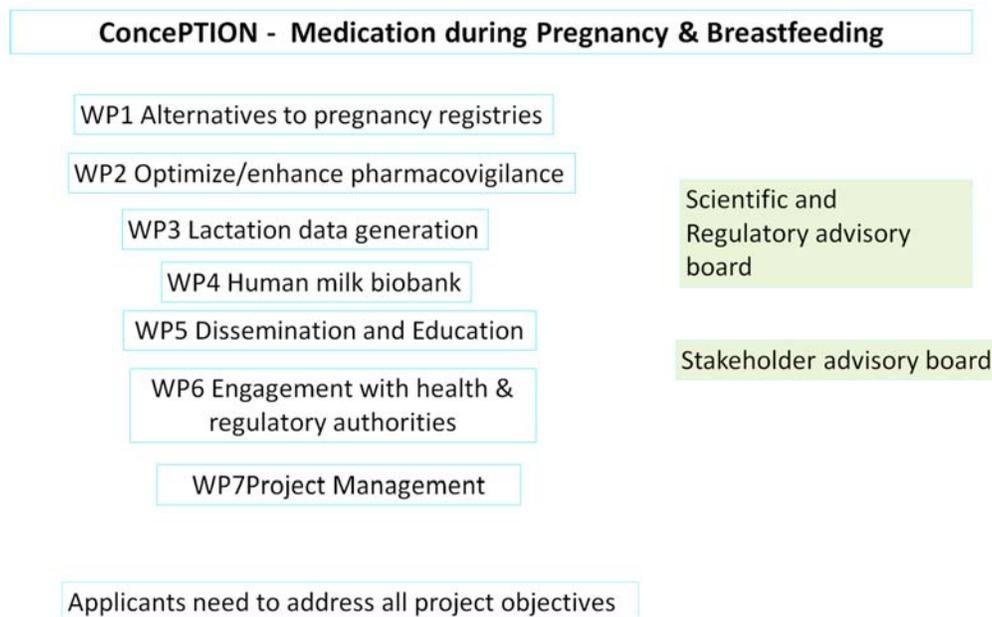 ConcePTION - Medication during Pregnancy & Breastfeeding
WP1 Alternatives to pregnancy registries
WP2 Optimize/enhance pharmacovigilance
WP3 Lactation data generation
WP4 Human milk biobank
WP5 Dissemination and Education
WP6 Engagement with health &
regulatory authorities
WP7Project Management
Scientific and
Regulatory advisory
board
Stakeholder advisory board
Applicants need to address all project objectives